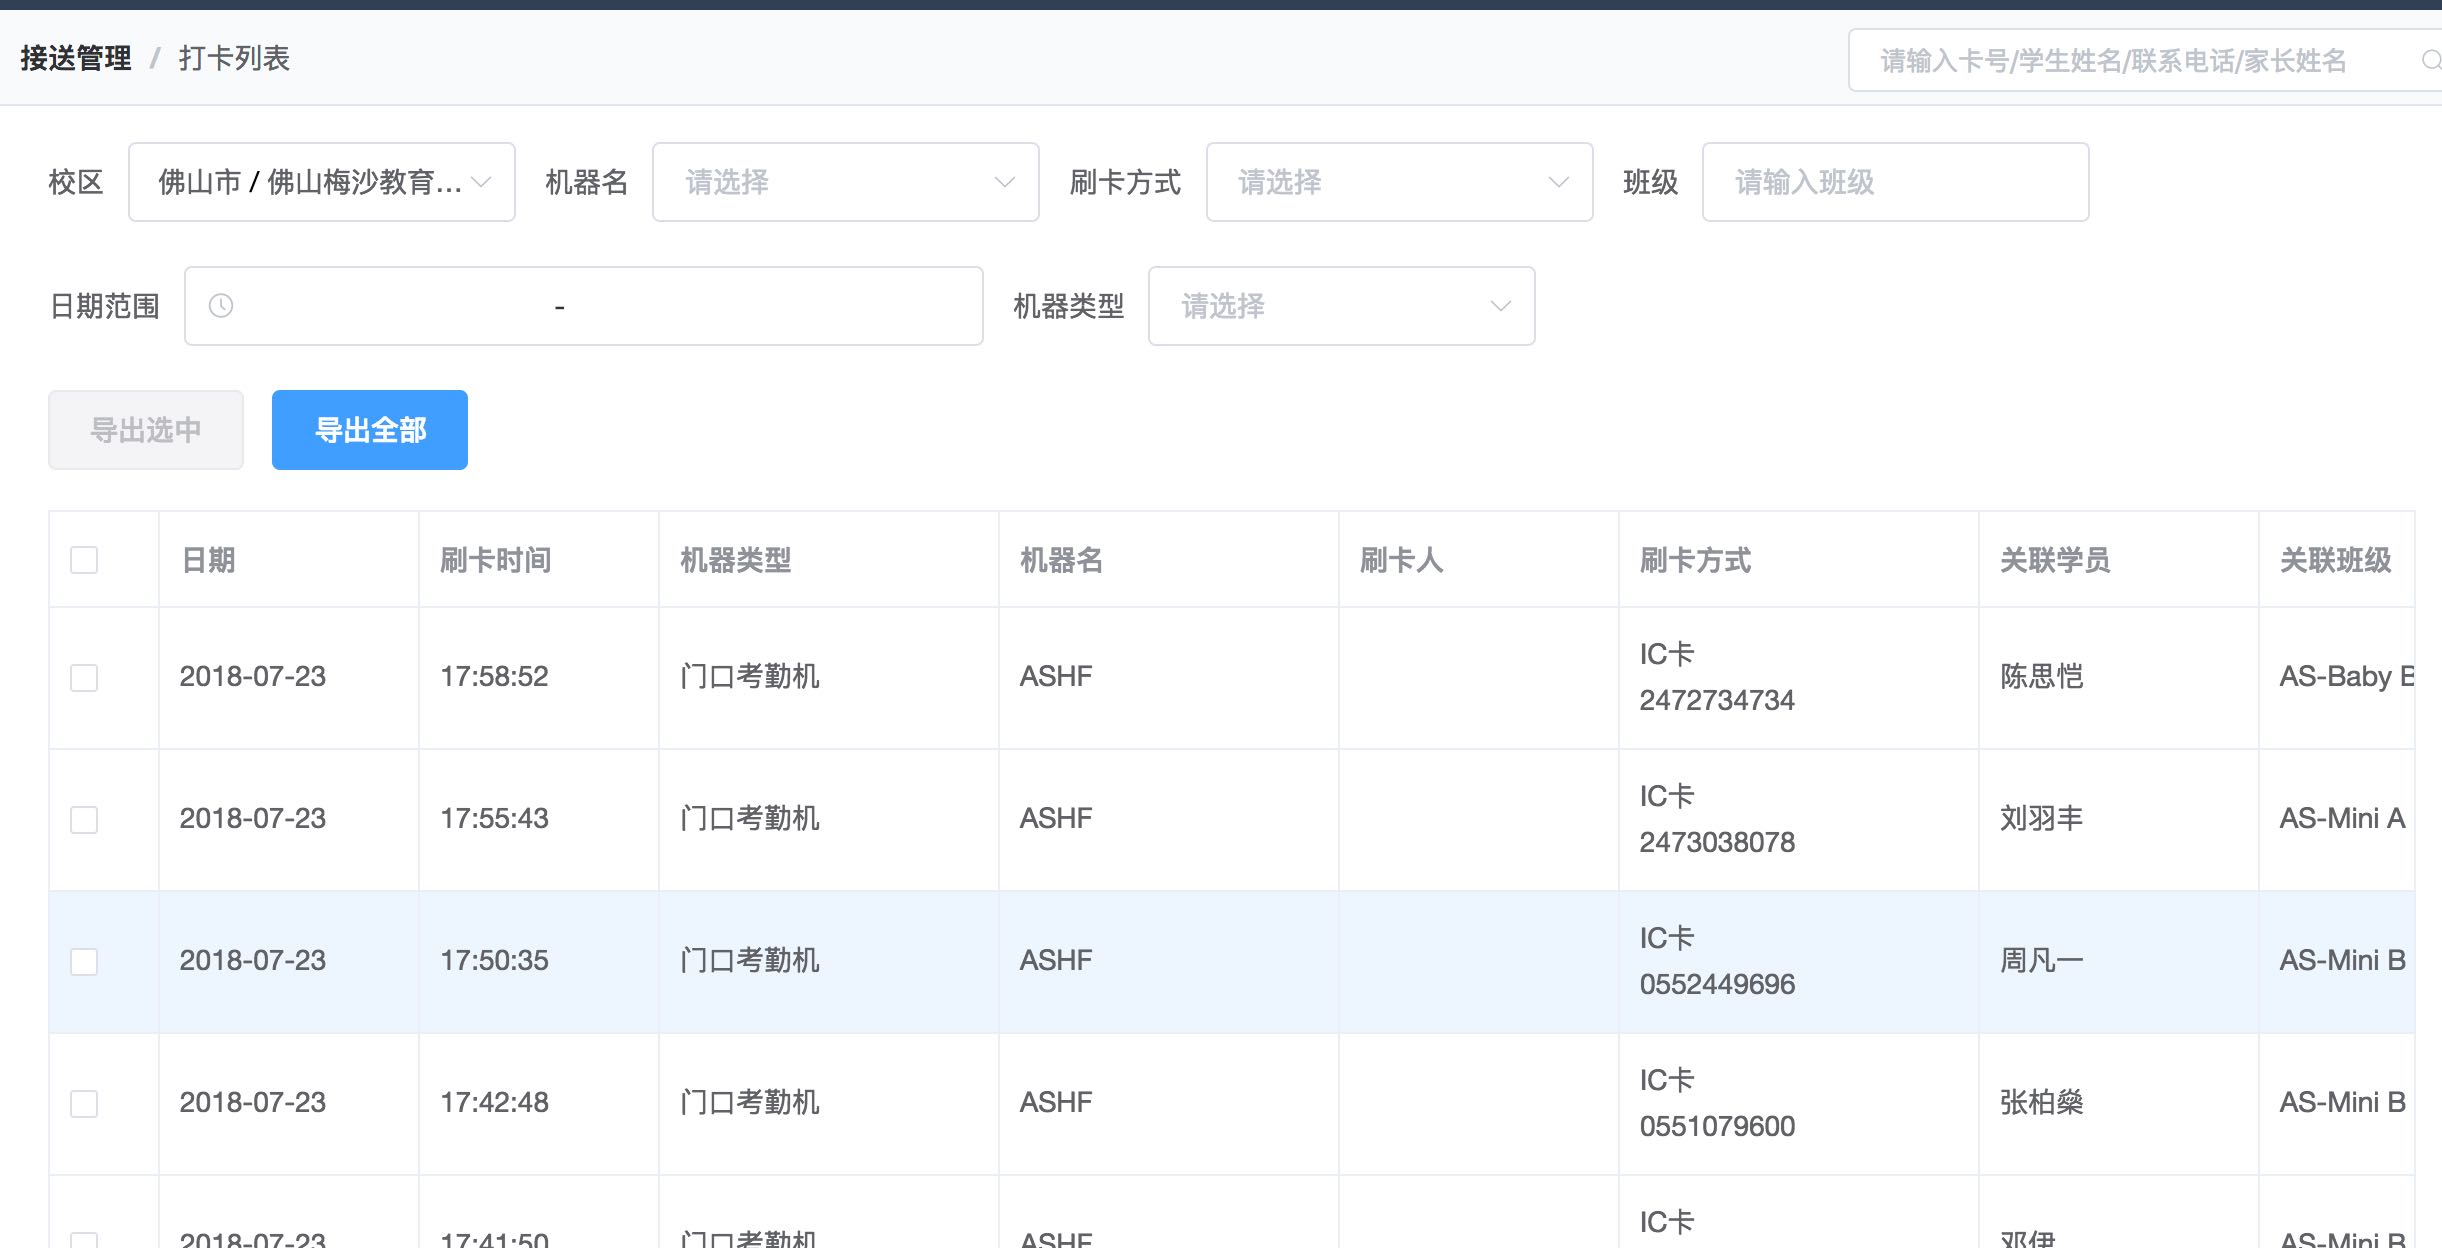 接送管理 / 打卡列表
请输入卡号/学生姓名/联系电话/家长姓名
校区 佛山市 / 佛山梅沙教育... 机器名 请选择 刷卡方式 请选择 班级 请输入班级
日期范围 - 机器类型 请选择
导出选中 导出全部
日期 刷卡时间 机器类型 机器名 刷卡人 刷卡方式 关联学员 关联班级
2018-07-23 17:58:52 门口考勤机 ASHF IC卡 2472734734 陈思恺 AS-Baby B
2018-07-23 17:55:43 门口考勤机 ASHF IC卡 2473038078 刘羽丰 AS-Mini A
2018-07-23 17:50:35 门口考勤机 ASHF IC卡 0552449696 周凡一 AS-Mini B
2018-07-23 17:42:48 门口考勤机 ASHF IC卡 0551079600 张柏燊 AS-Mini B
2018-07-23 17:41:50 门口考勤机 ASHF IC卡 邓伊 AS-Mini B